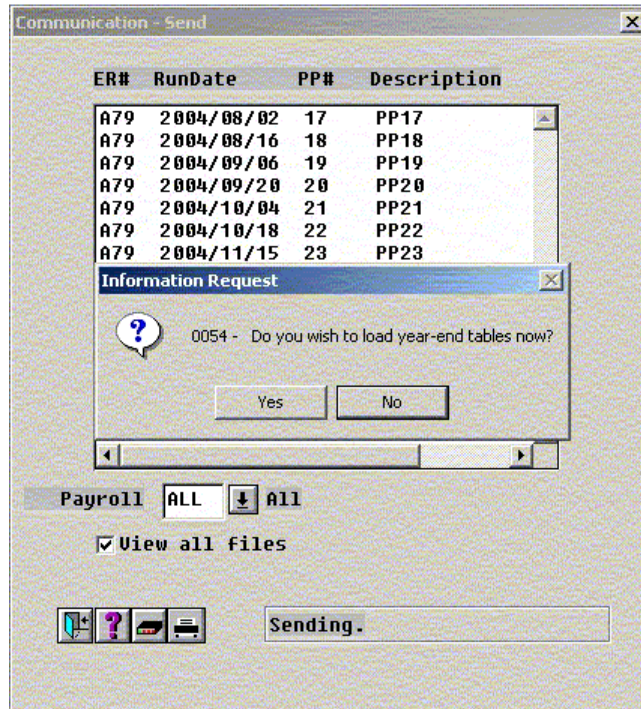 Communication - Send
ER# RunDate PP# Description
A79 2004/08/02 17 PP17
A79 2004/08/16 18 PP18
A79 2004/09/06 19 PP19
A79 2004/09/20 20 PP20
A79 2004/10/04 21 PP21
A79 2004/10/18 22 PP22
A79 2004/11/15 23 PP23
Information Request
0054 - Do you wish to load year-end tables now?
Yes No
Payroll ALL All
View all files
Sending.